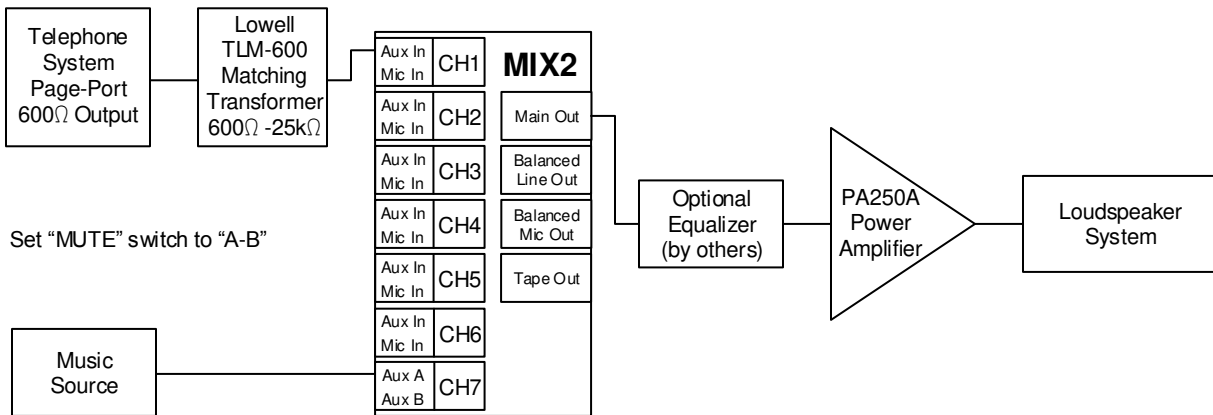 Telephone
System
Page-Port
600Ω Output
Lowell
TLM-600
Matching
Transformer
600Ω -25kΩ
Set “MUTE” switch to “A-B”
Music
Source
MIX2
Aux In
Mic In
CH1
Aux In
Mic In
CH2
Aux In
Mic In
CH3
Aux In
Mic In
CH4
Aux In
Mic In
CH5
Aux In
Mic In
CH6
Aux A
Aux B
CH7
Main Out
Balanced
Line Out
Balanced
Mic Out
Tape Out
Optional
Equalizer
(by others)
PA250A
Power
Amplifier
Loudspeaker
System